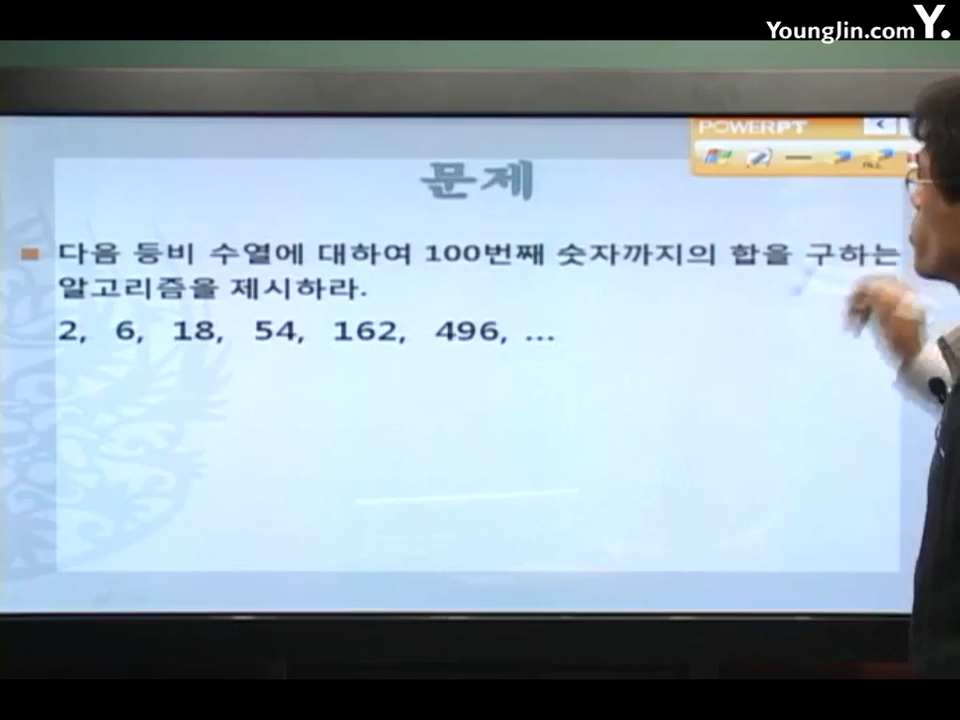 YoungJin.com Y.
POWERPT
문제
다음 등비 수열에 대하여 100번째 숫자까지의 합을 구하는
알고리즘을 제시하라.
2, 6, 18, 54, 162, 496, ...